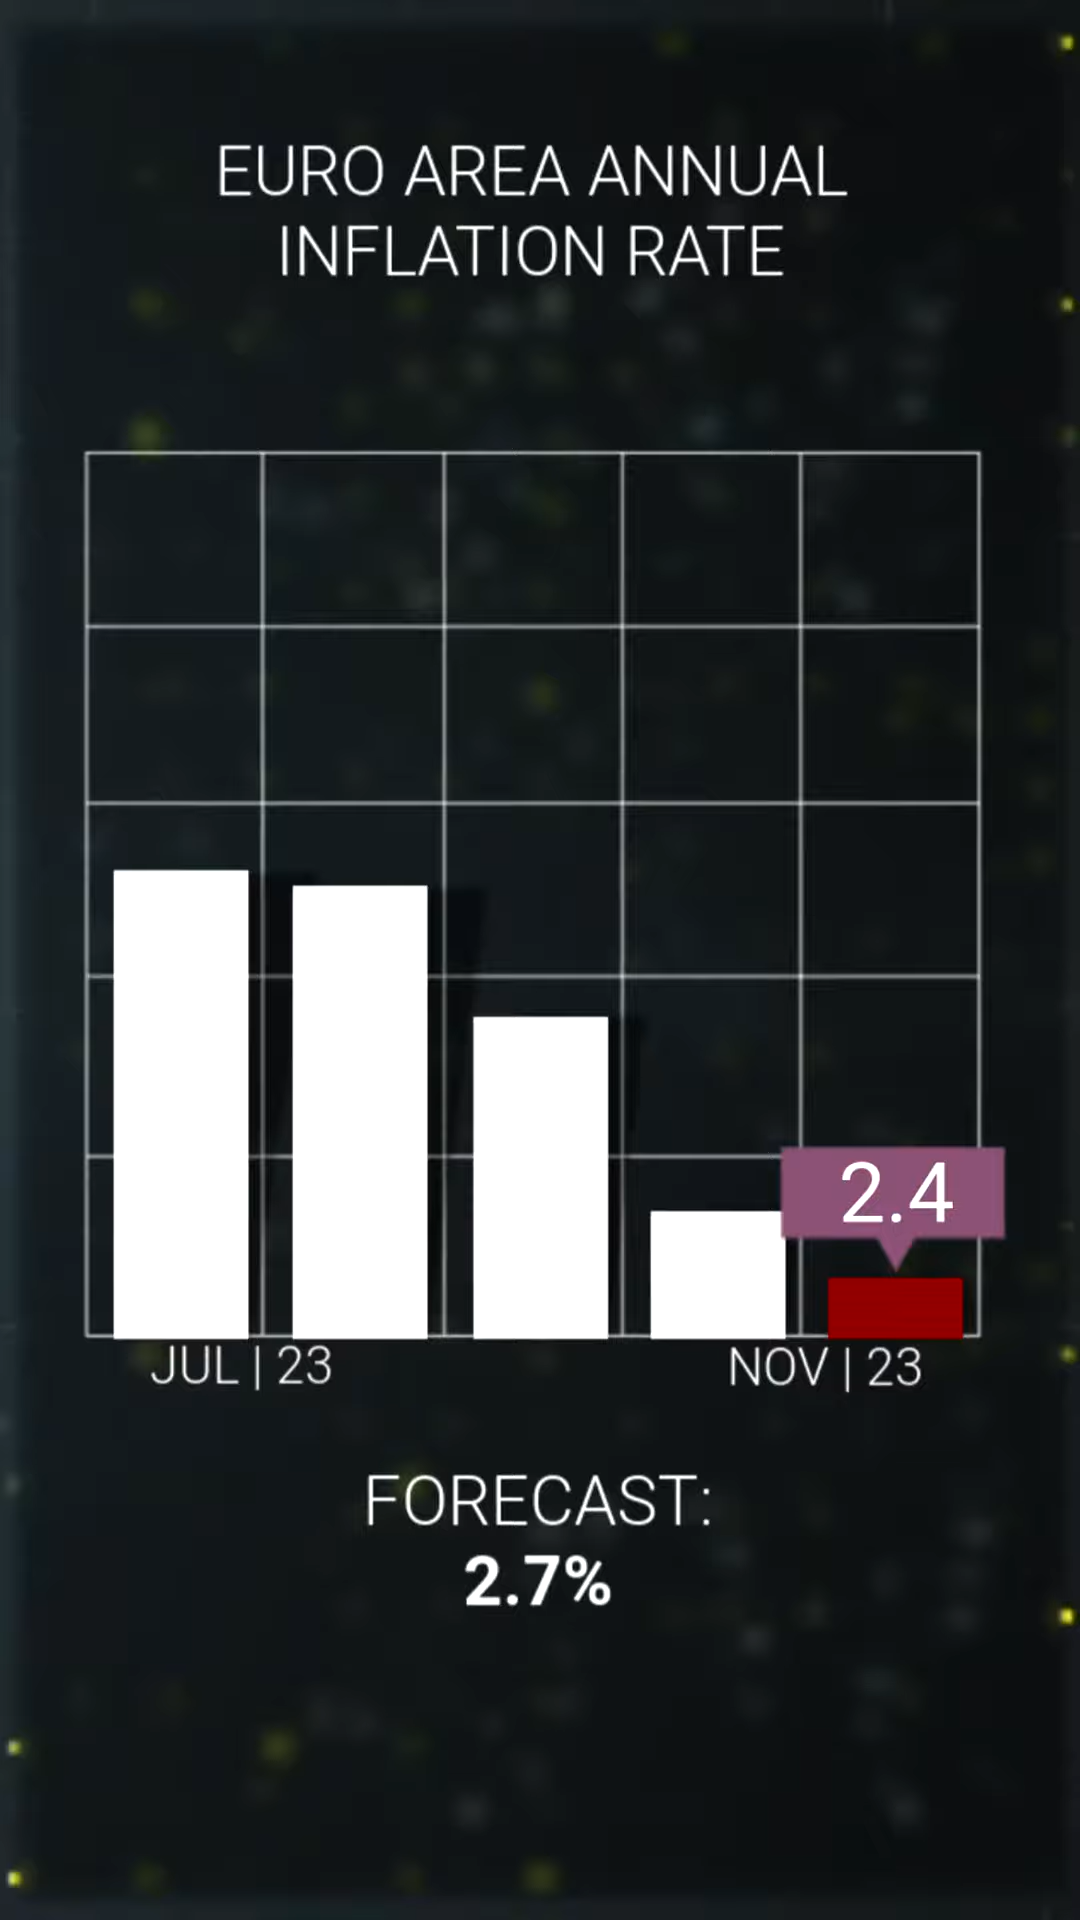 EURO AREA ANNUAL
INFLATION RATE
2.4
JUL | 23
NOV | 23
FORECAST:
2.7%